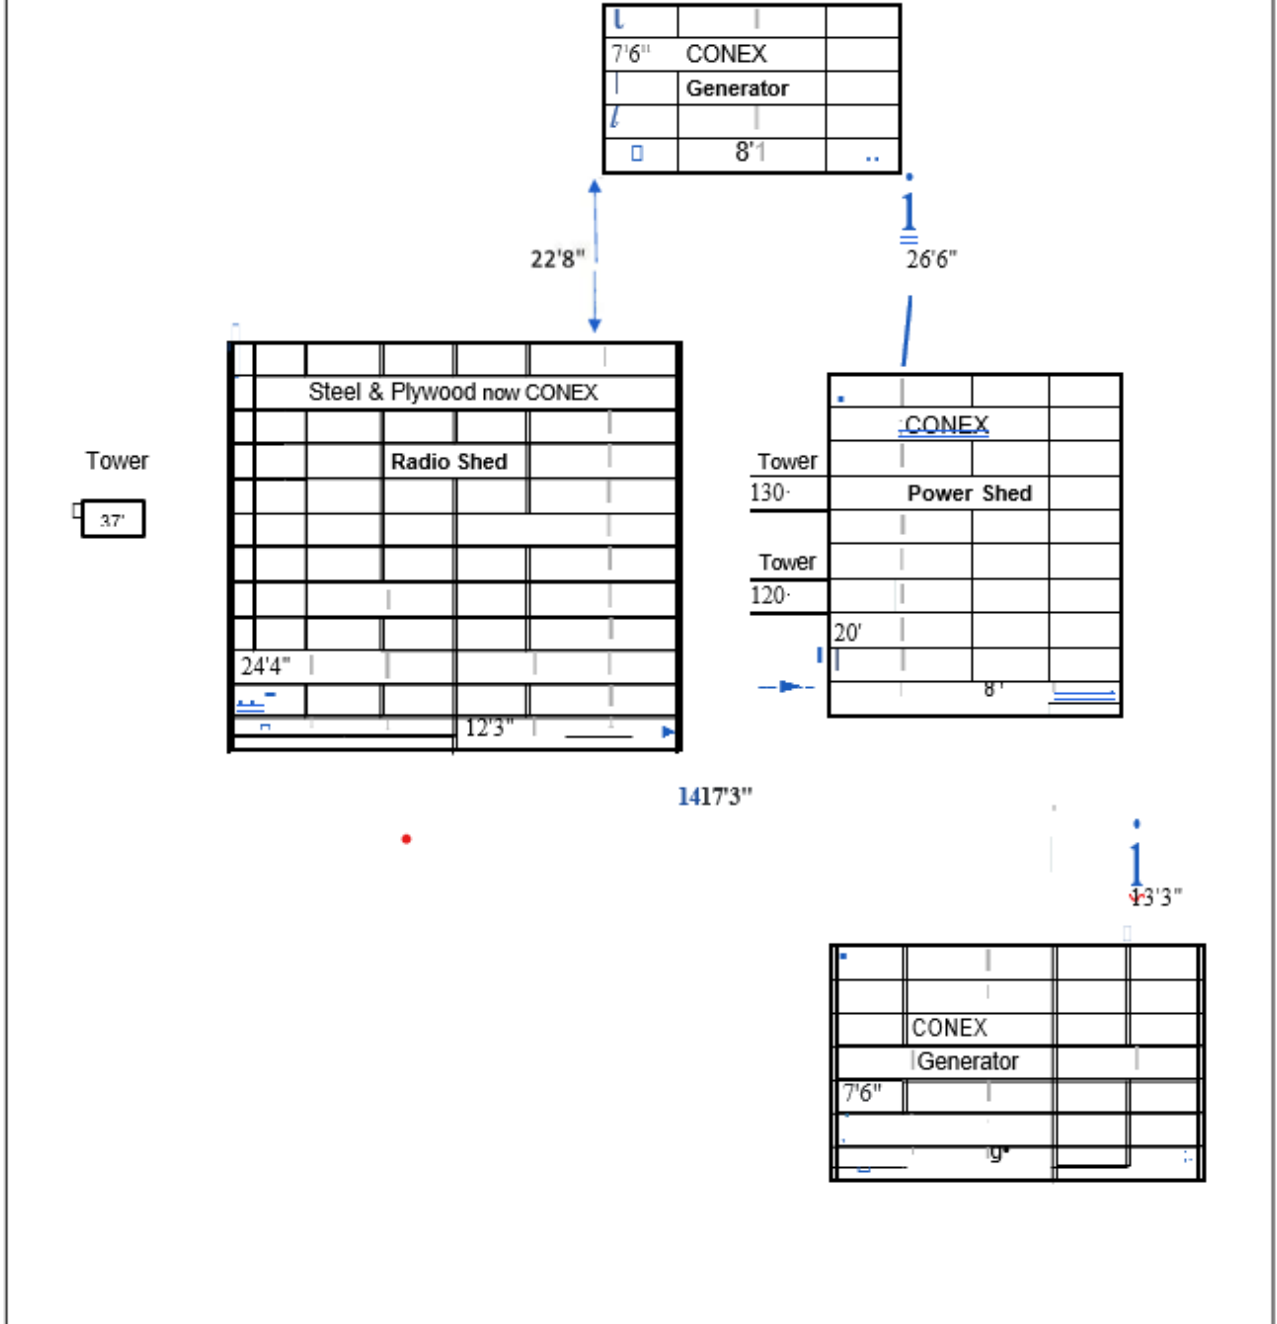 7'6"
CONEX
Generator
8'1
22'8"
26'6"
Steel & Plywood now CONEX
Radio Shed
24'4"
12'3"
Tower
37'
Tower
130·
Tower
120·
CONEX
Power Shed
20'
8'
1417'3"
13'3"
CONEX
Generator
7'6"
9•